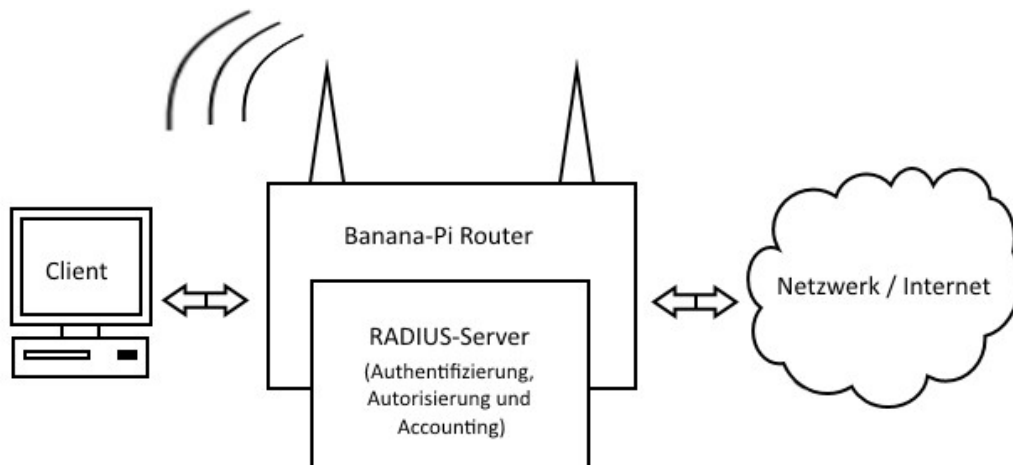 Client
Banana-Pi Router
RADIUS-Server
(Authentifizierung,
Autorisierung und
Accounting)
Netzwerk / Internet